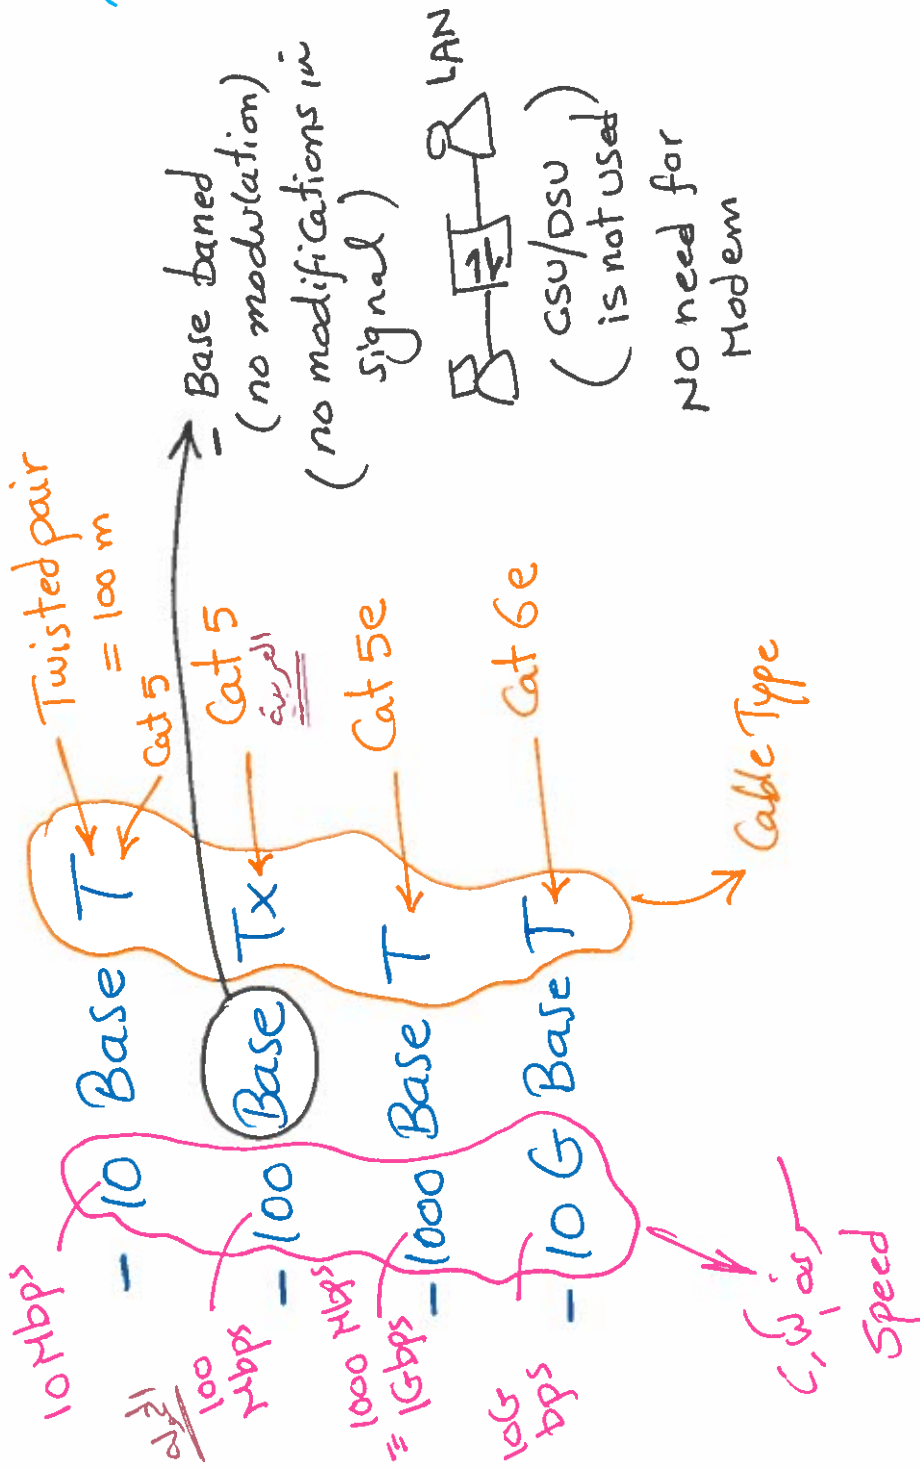 10 Mbps
- 10 Base T
Twisted pair
= 100 m
Cat 5
100
Mbps
- 100 Base Tx
Cat 5
1000 Mbps
= 1Gbps
- 1000 Base T
Cat 5e
10G
bps
- 10 G Base T
Cat 6e
Speed
Cable Type
- Base baned
(no modulation)
(no modifications in
signal)
LAN
(CSU/DSU)
is not used
NO need for
Modem